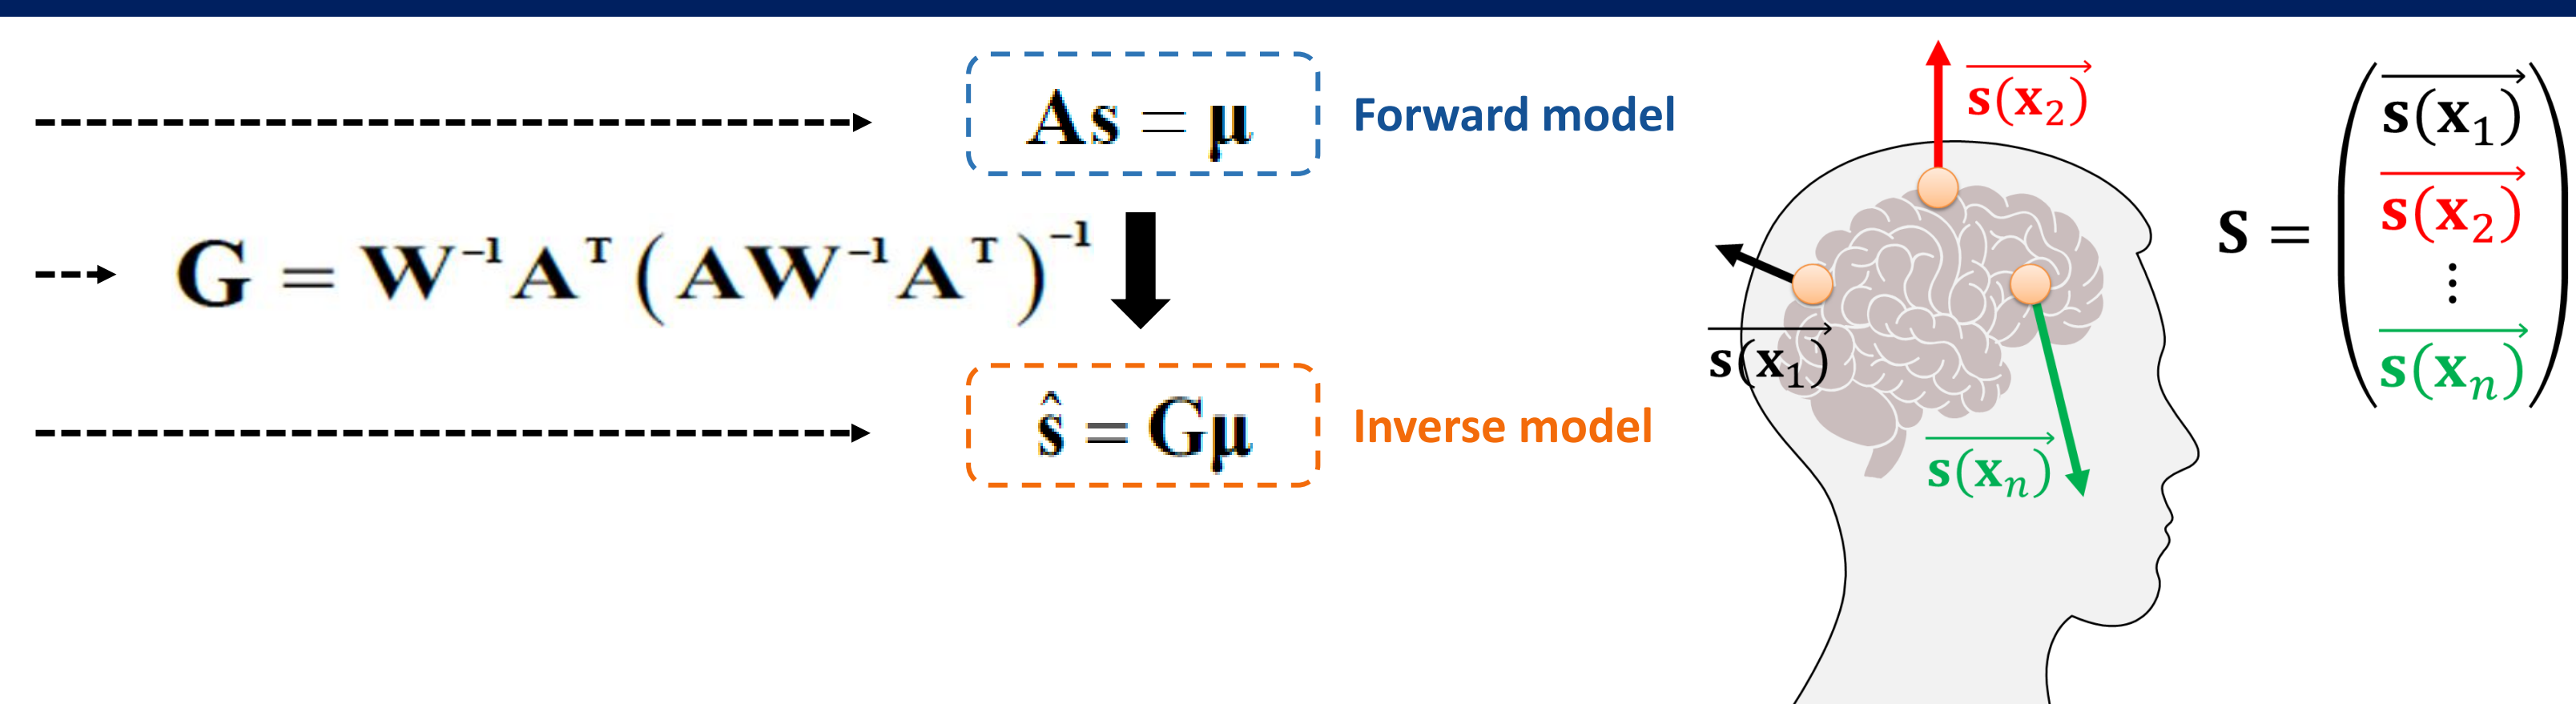 As = μ
Forward model
G = W⁻¹Aᵀ(AW⁻¹Aᵀ)⁻¹
ŝ = Gμ
Inverse model
s(x₂)
s(x₁)
s(xₙ)
S =
s(x₁)
s(x₂)
⋮
s(xₙ)